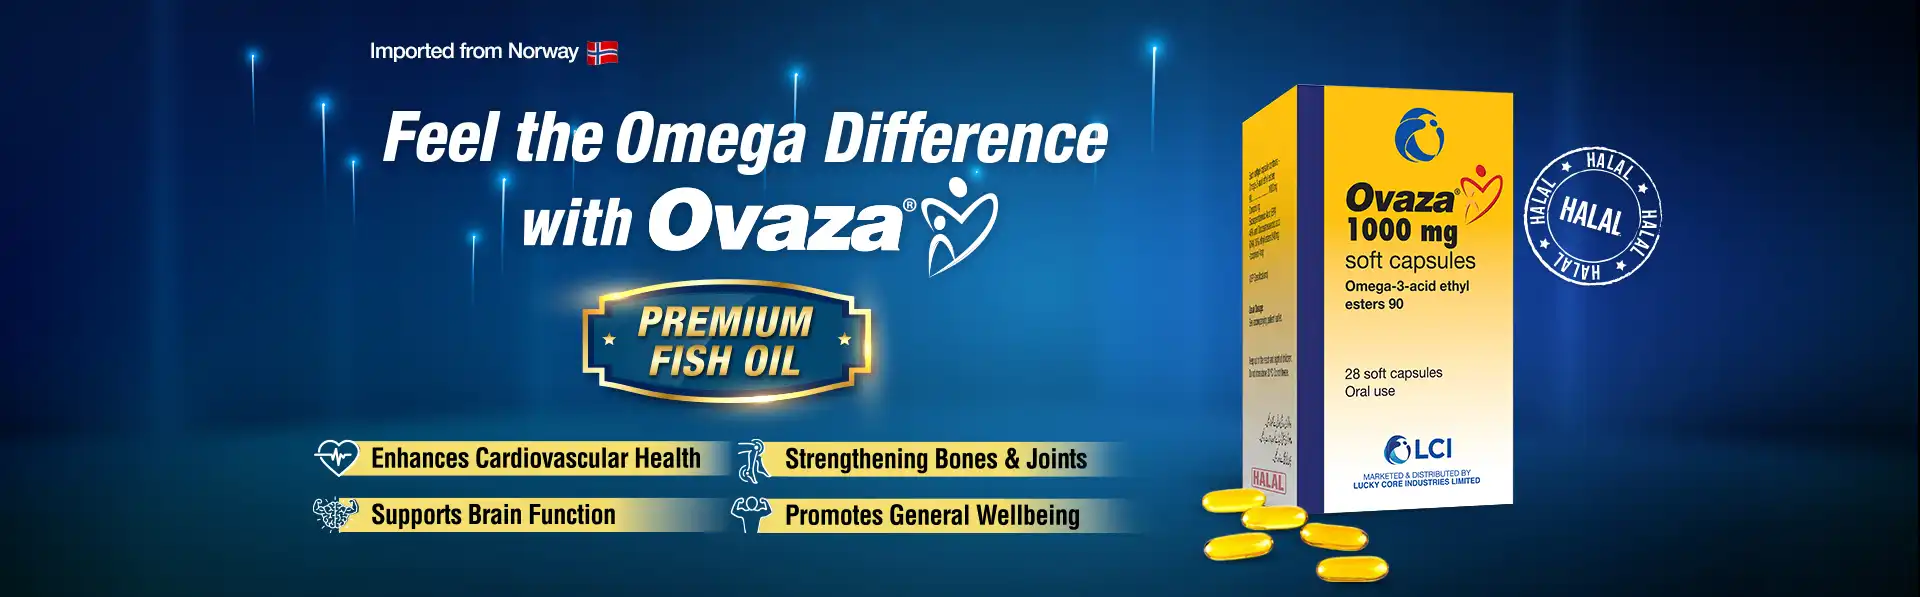 Imported from Norway
Feel the Omega Difference
with Ovaza®
PREMIUM
FISH OIL
Enhances Cardiovascular Health
Strengthening Bones & Joints
Supports Brain Function
Promotes General Wellbeing
Ovaza®
1000 mg
soft capsules
Omega-3-acid ethyl
esters 90
28 soft capsules
Oral use
LCI
MARKETED & DISTRIBUTED BY
LUCKY CORE INDUSTRIES LIMITED
HALAL
HALAL
HALAL
HALAL
HALAL
HALAL